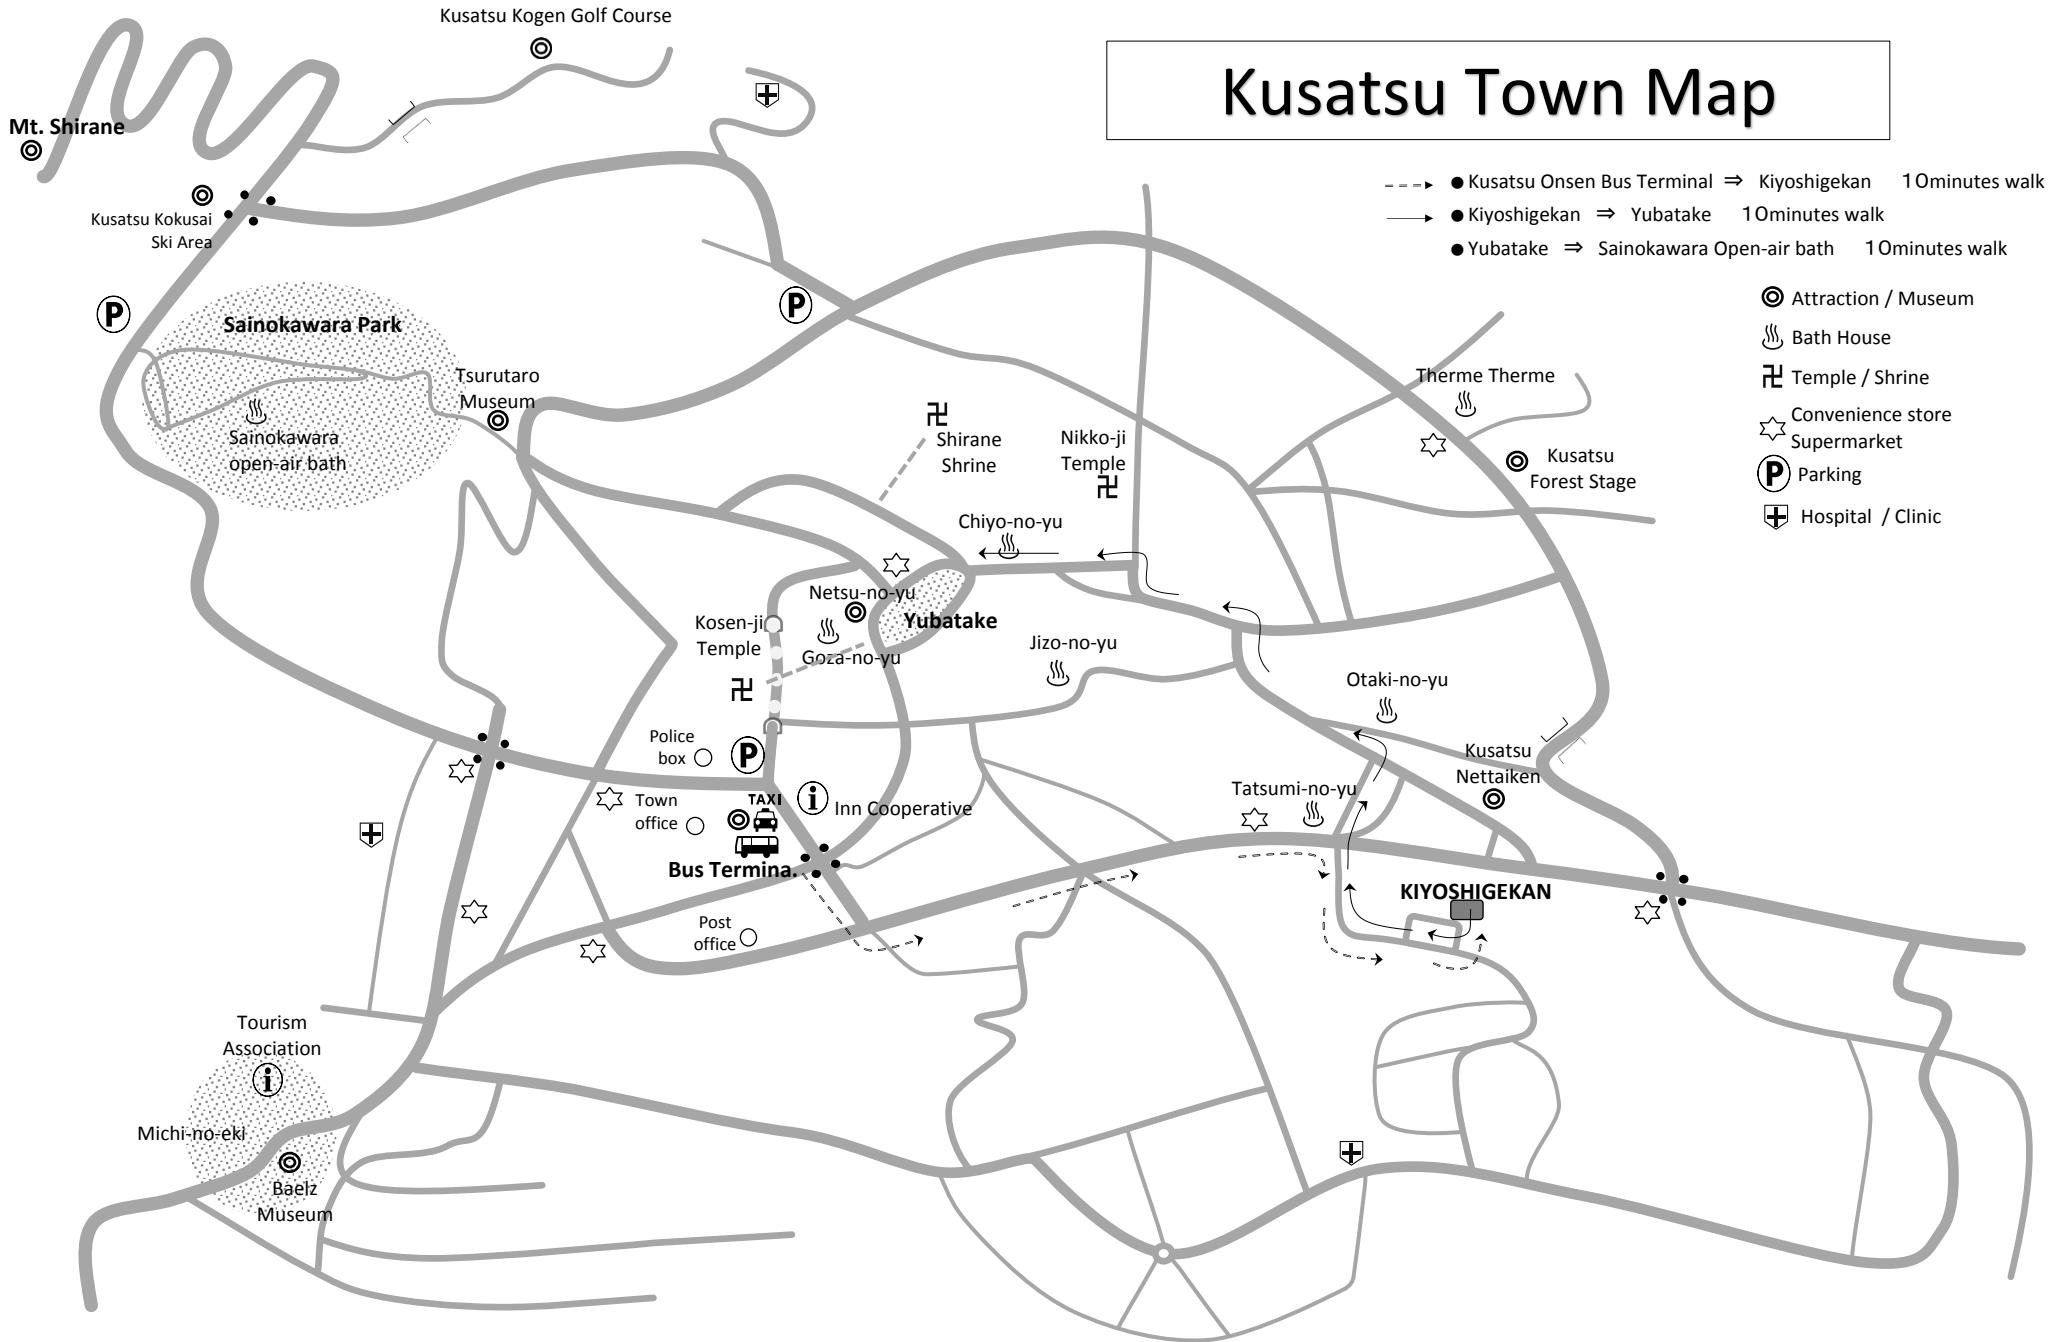 Kusatsu Kogen Golf Course
Kusatsu Town Map
Mt. Shirane
Kusatsu Kokusai
Ski Area
● Kusatsu Onsen Bus Terminal ⇒ Kiyoshigekan 10minutes walk
● Kiyoshigekan ⇒ Yubatake 10minutes walk
● Yubatake ⇒ Sainokawara Open-air bath 10minutes walk
Attraction / Museum
Bath House
卍 Temple / Shrine
Convenience store
Supermarket
P Parking
Hospital / Clinic
P
P
Sainokawara Park
Sainokawara
open-air bath
Tsurutaro
Museum
Therme Therme
Kusatsu
Forest Stage
卍
Shirane
Shrine
Nikko-ji
Temple
卍
Chiyo-no-yu
Netsu-no-yu
Yubatake
Kosen-ji
Temple
卍
Goza-no-yu
Jizo-no-yu
Otaki-no-yu
Police
box
P
Kusatsu
Nettaiken
Tatsumi-no-yu
Town
office
TAXI
i
Inn Cooperative
Bus Termina.
KIYOSHIGEKAN
Post
office
Tourism
Association
i
Michi-no-eki
Baelz
Museum